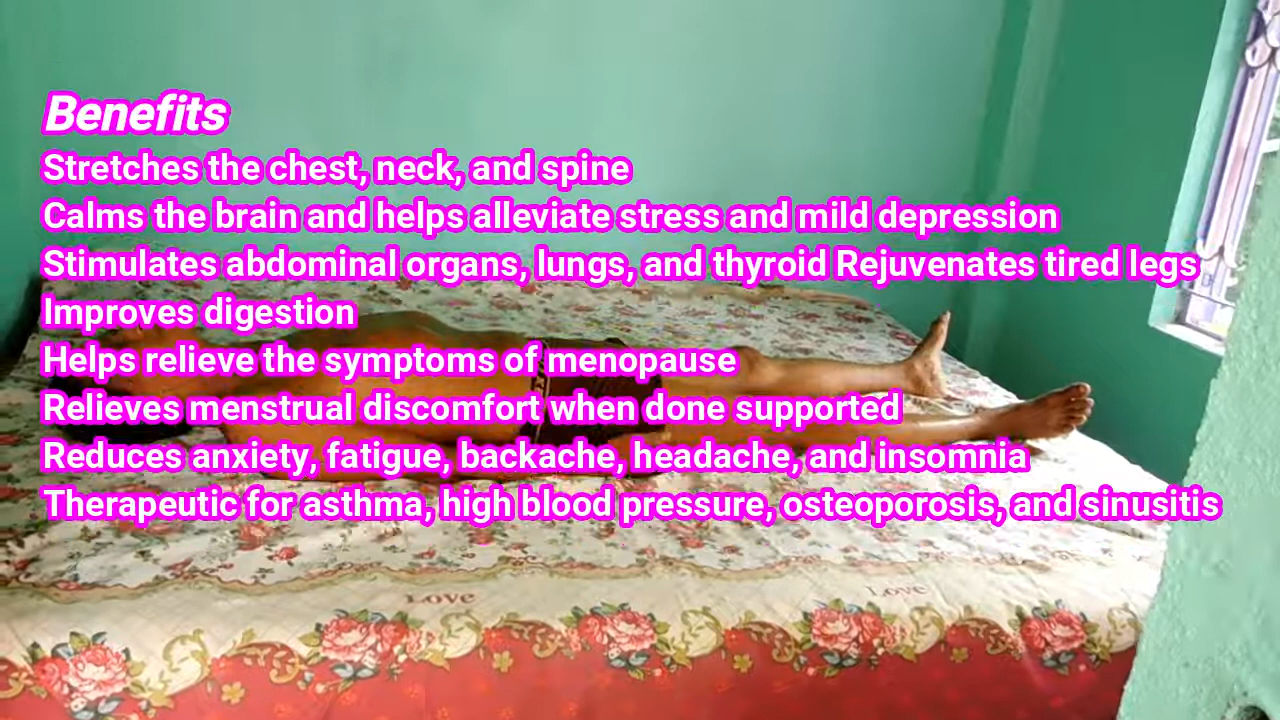 Benefits
Stretches the chest, neck, and spine
Calms the brain and helps alleviate stress and mild depression
Stimulates abdominal organs, lungs, and thyroid Rejuvenates tired legs
Improves digestion
Helps relieve the symptoms of menopause
Relieves menstrual discomfort when done supported
Reduces anxiety, fatigue, backache, headache, and insomnia
Therapeutic for asthma, high blood pressure, osteoporosis, and sinusitis
Love Love